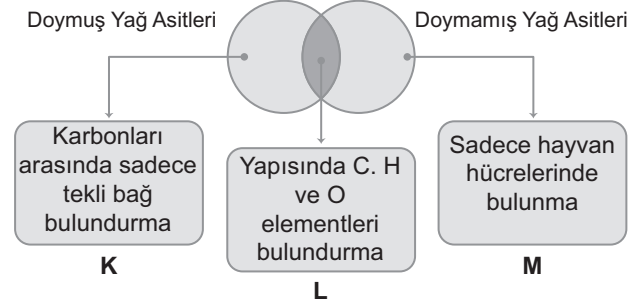 Doymuş Yağ Asitleri
Doymamış Yağ Asitleri
Karbonları
arasında sadece
tekli bağ
bulundurma
K
Yapısında C. H
ve O
elementleri
bulundurma
L
Sadece hayvan
hücrelerinde
bulunma
M